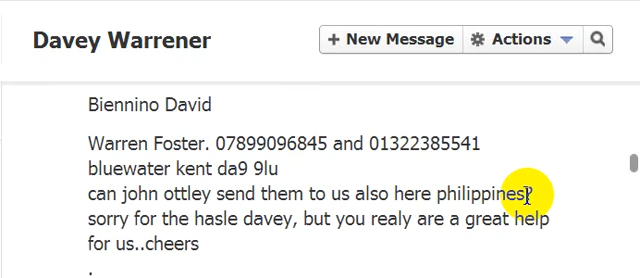 Davey Warrener
+ New Message
Actions
Biennino David
Warren Foster. 07899096845 and 01322385541
bluewater kent da9 9lu
can john ottley send them to us also here philippines?
sorry for the hasle davey, but you realy are a great help
for us..cheers
.